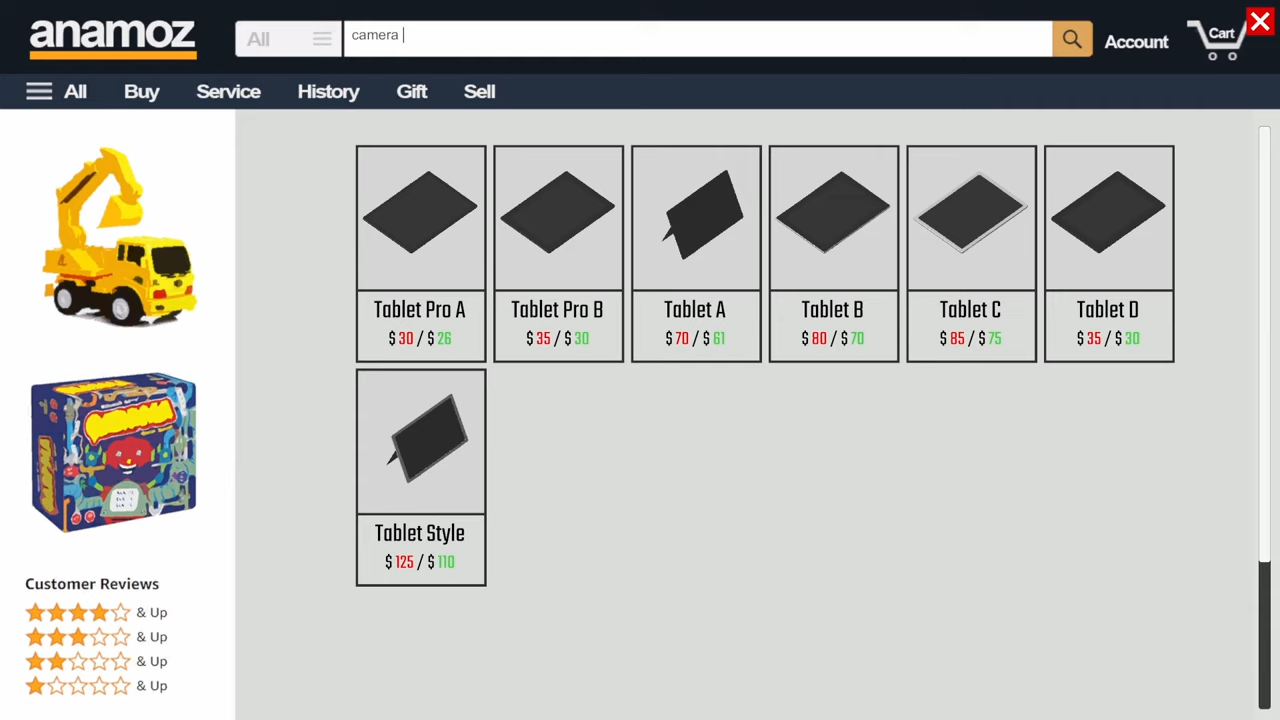 anamoz
All
camera
Account
Cart
All Buy Service History Gift Sell
Tablet Pro A
$ 30 / $ 26
Tablet Pro B
$ 35 / $ 30
Tablet A
$ 70 / $ 61
Tablet B
$ 80 / $ 70
Tablet C
$ 85 / $ 75
Tablet D
$ 35 / $ 30
Tablet Style
$ 125 / $ 110
Customer Reviews
& Up
& Up
& Up
& Up